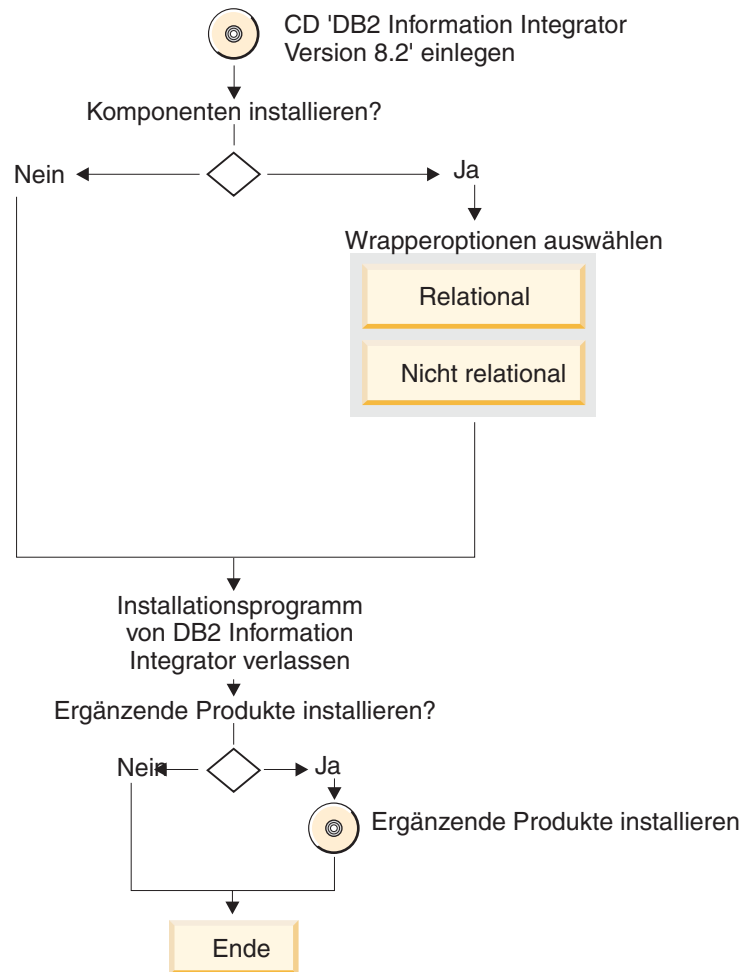 CD 'DB2 Information Integrator
Version 8.2' einlegen
Komponenten installieren?
Nein
Ja
Wrapperoptionen auswählen
Relational
Nicht relational
Installationsprogramm
von DB2 Information
Integrator verlassen
Ergänzende Produkte installieren?
Nein
Ja
Ergänzende Produkte installieren
Ende